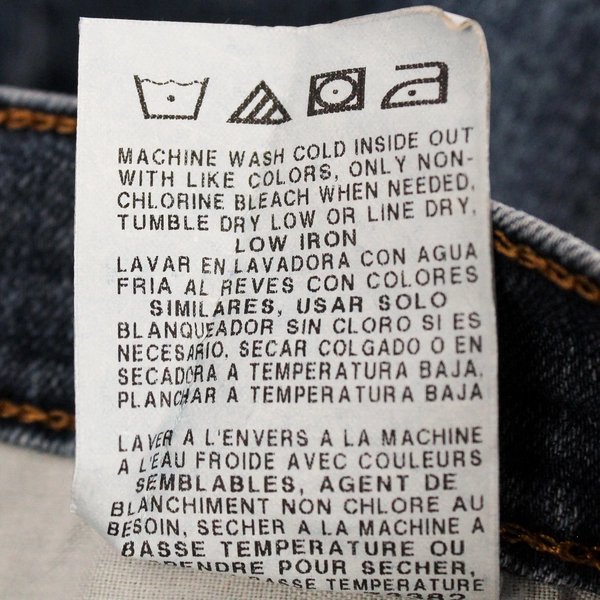 MACHINE WASH COLD INSIDE OUT
WITH LIKE COLORS, ONLY NON-
CHLORINE BLEACH WHEN NEEDED,
TUMBLE DRY LOW OR LINE DRY,
LOW IRON
LAVAR EN LAVADORA CON AGUA
FRIA AL REVES CON COLORES
SIMILARES, USAR SOLO
BLANQUEADOR SIN CLORO SI ES
NECESARIO. SECAR COLGADO O EN
SECADORA A TEMPERATURA BAJA,
PLANCHAR A TEMPERATURA BAJA
LAVER A L'ENVERS A LA MACHINE
A L'EAU FROIDE AVEC COULEURS
SEMBLABLES, AGENT DE
BLANCHIMENT NON CHLORE AU
BESOIN, SECHER A LA MACHINE A
BASSE TEMPERATURE OU
PENDRE POUR SECHER,
BASSE TEMPERATURE